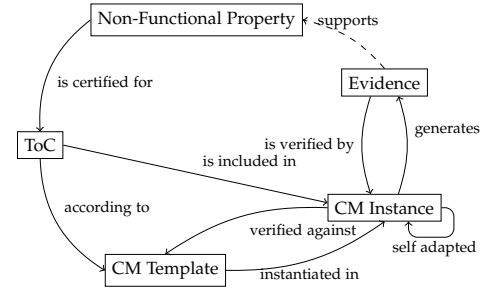 Non-Functional Property
supports
is certified for
Evidence
generates
ToC
is verified by
is included in
according to
CM Instance
verified against
self adapted
CM Template
instantiated in